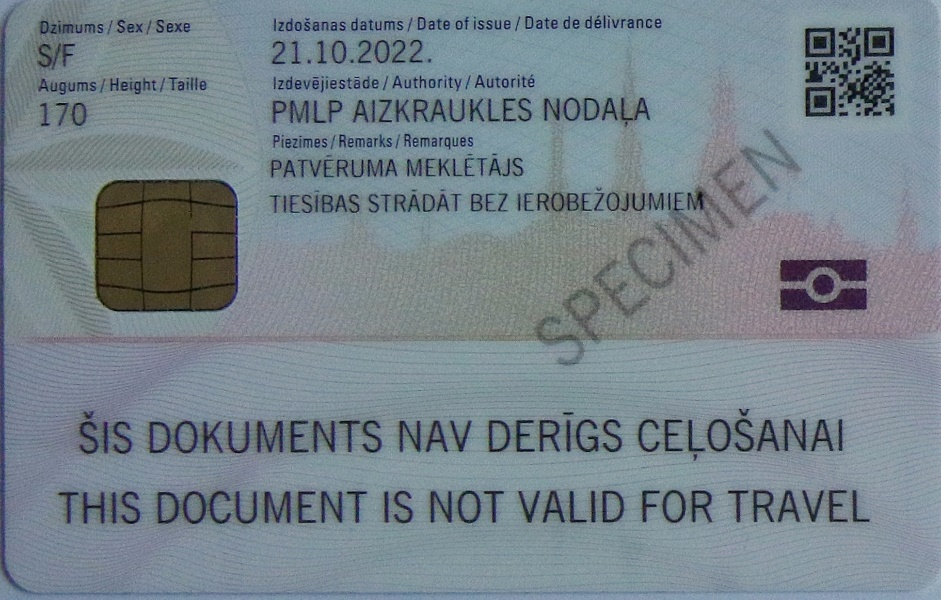 Dzimums / Sex / Sexe
S/F
Augums / Height / Taille
170
Izdošanas datums / Date of issue / Date de délivrance
21.10.2022.
Izdevējiestāde / Authority / Autorité
PMLP AIZKRAUKLES NODAĻA
Piezīmes / Remarks / Remarques
PATVĒRUMA MEKLĒTĀJS
TIESĪBAS STRĀDĀT BEZ IEROBEŽOJUMIEM
SPECIMEN
ŠIS DOKUMENTS NAV DERĪGS CEĻOŠANAI
THIS DOCUMENT IS NOT VALID FOR TRAVEL